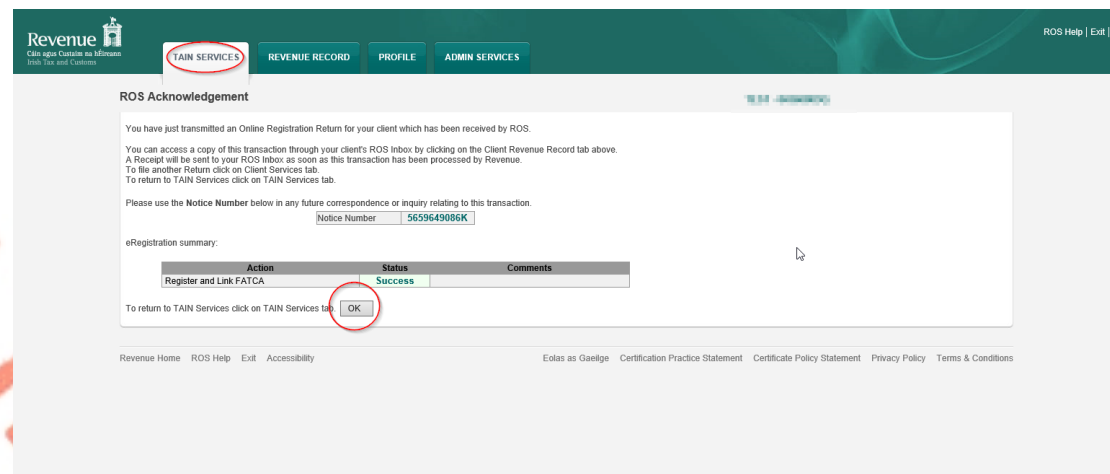 Revenue
Cáin agus Custaim na hÉireann
Irish Tax and Customs
TAIN SERVICES
REVENUE RECORD
PROFILE
ADMIN SERVICES
ROS Help | Exit |
ROS Acknowledgement
You have just transmitted an Online Registration Return for your client which has been received by ROS.
You can access a copy of this transaction through your client's ROS Inbox by clicking on the Client Revenue Record tab above.
A Receipt will be sent to your ROS Inbox as soon as this transaction has been processed by Revenue.
To file another Return click on Client Services tab.
To return to TAIN Services click on TAIN Services tab.
Please use the Notice Number below in any future correspondence or inquiry relating to this transaction.
Notice Number 5659649086K
eRegistration summary:
Action Status Comments
Register and Link FATCA Success
To return to TAIN Services click on TAIN Services tab. OK
Revenue Home ROS Help Exit Accessibility Eolas as Gaeilge Certification Practice Statement Certificate Policy Statement Privacy Policy Terms & Conditions